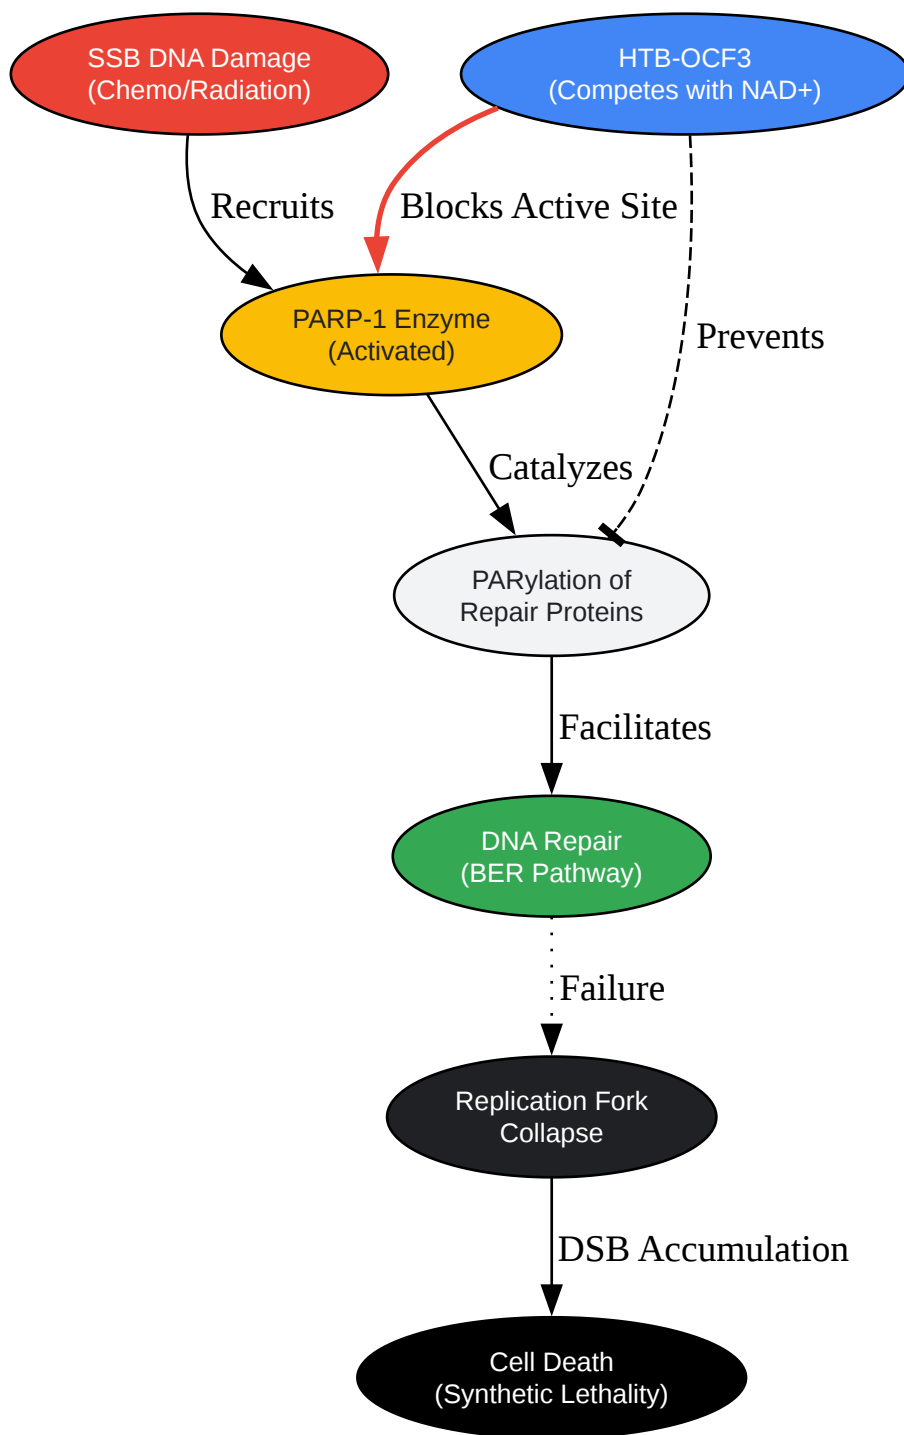 SSB DNA Damage
(Chemo/Radiation)
HTB-OCF3
(Competes with NAD+)
Recruits
Blocks Active Site
PARP-1 Enzyme
(Activated)
Prevents
Catalyzes
PARylation of
Repair Proteins
Facilitates
DNA Repair
(BER Pathway)
Failure
Replication Fork
Collapse
DSB Accumulation
Cell Death
(Synthetic Lethality)